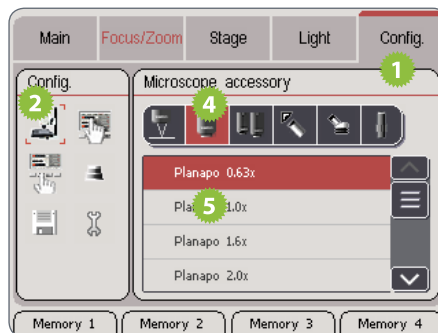 Main Focus/Zoom Stage Light Config.
1
Config. Microscope accessory
2
4
Planapo 0.63x
5 1.0x
Planapo 1.6x
Planapo 2.0x
Memory 1 Memory 2 Memory 3 Memory 4